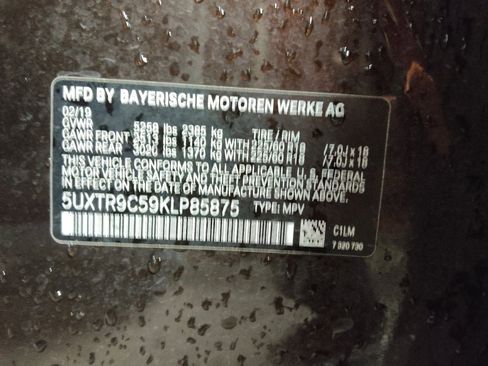 MFD BY BAYERISCHE MOTOREN WERKE AG
02/19 TIRE/RIM
GVWR 5258 lbs 2385 kg
GAWR FRONT lbs 1140 kg WITH 225/60 R18 /7.0J x 18
GAWR REAR 3020 lbs 1370 kg WITH 225/60 R18 /7.0J x 18
THIS VEHICLE CONFORMS TO ALL APPLICABLE U. S. FEDERAL
MOTOR VEHICLE SAFETY, BUMPER, AND THEFT PREVENTION
STANDARDS IN EFFECT ON THE DATE OF MANUFACTURE SHOWN ABOVE.
5UXTR9C59KLP85875 TYPE: MPV
C1LM
7 320 730